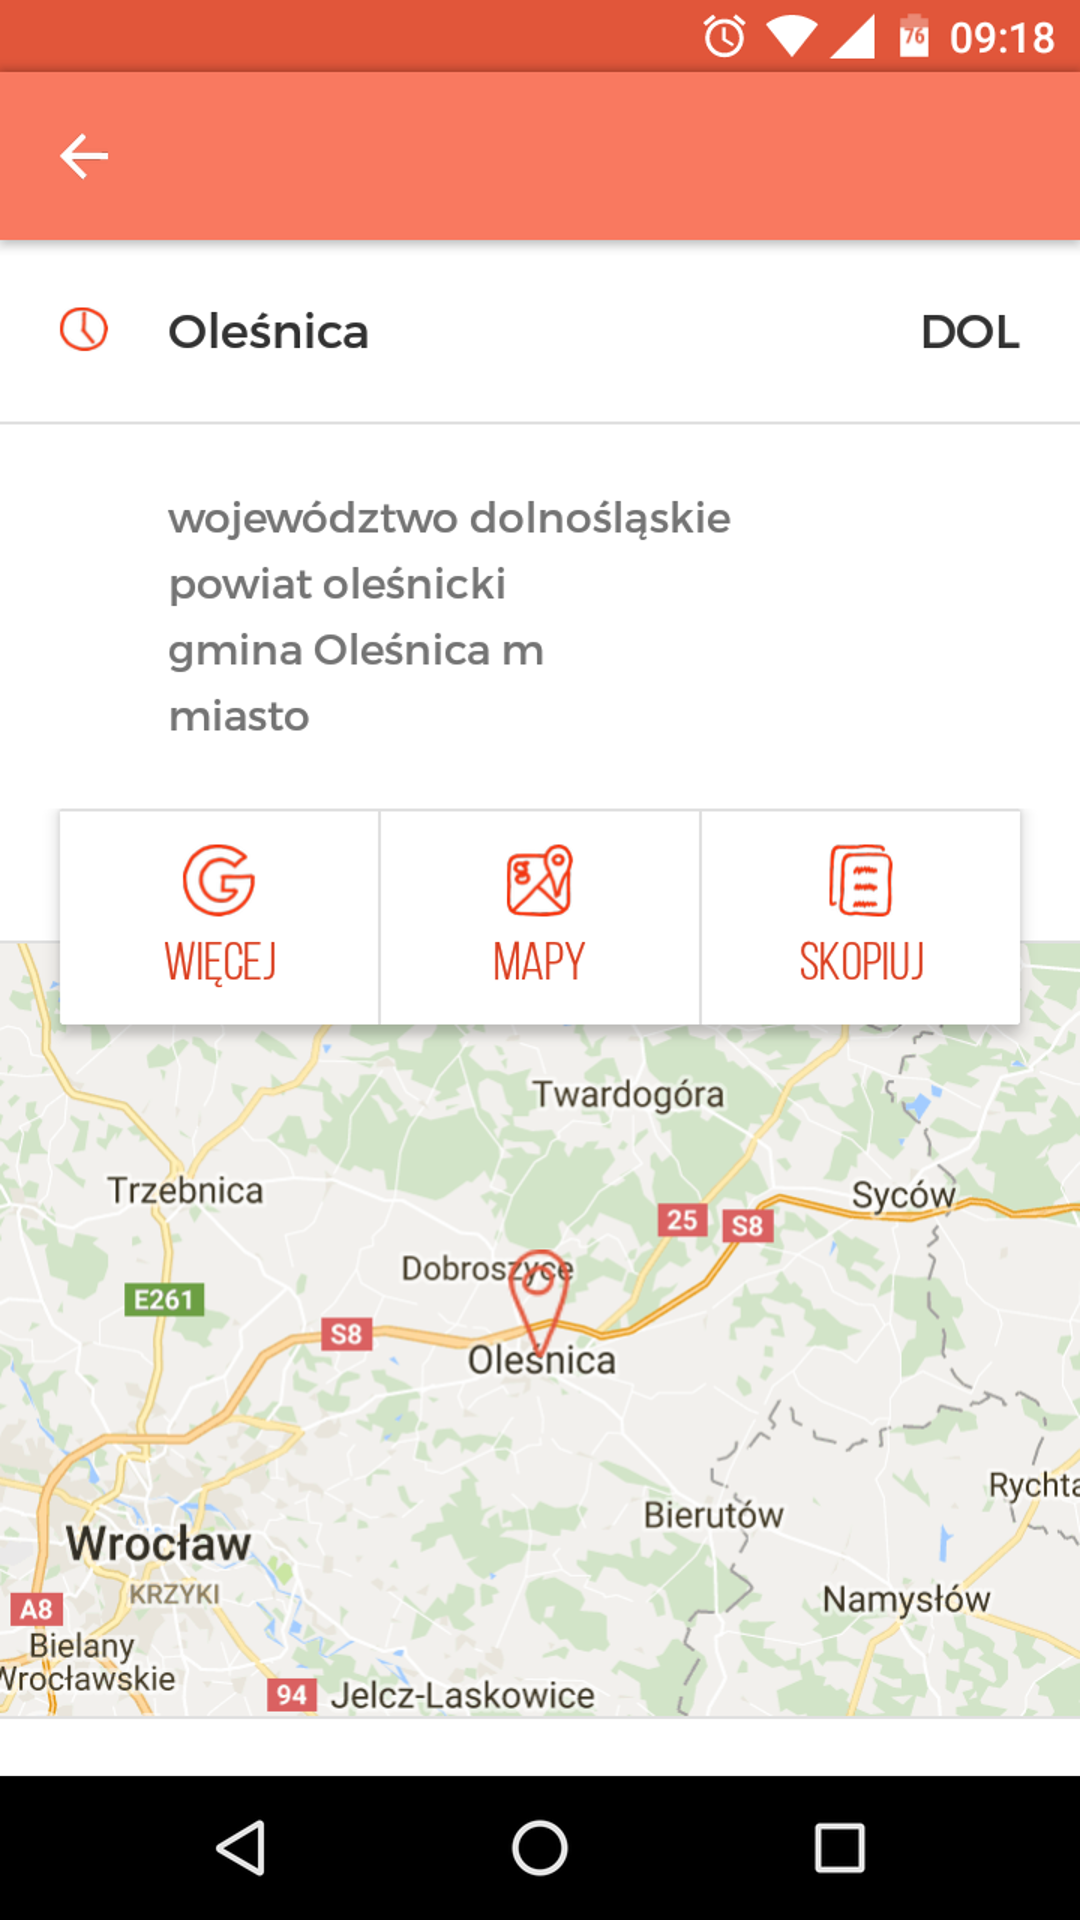 76 09:18
Oleśnica DOL
województwo dolnośląskie
powiat oleśnicki
gmina Oleśnica m
miasto
WIĘCEJ MAPY SKOPIUJ
Twardogóra
Trzebnica
Syców
25 S8
Dobroszyce
E261
S8
Oleśnica
Rychta
Bierutów
Wrocław
KRZYKI
Namysłów
A8
Bielany
Wrocławskie
94 Jelcz-Laskowice